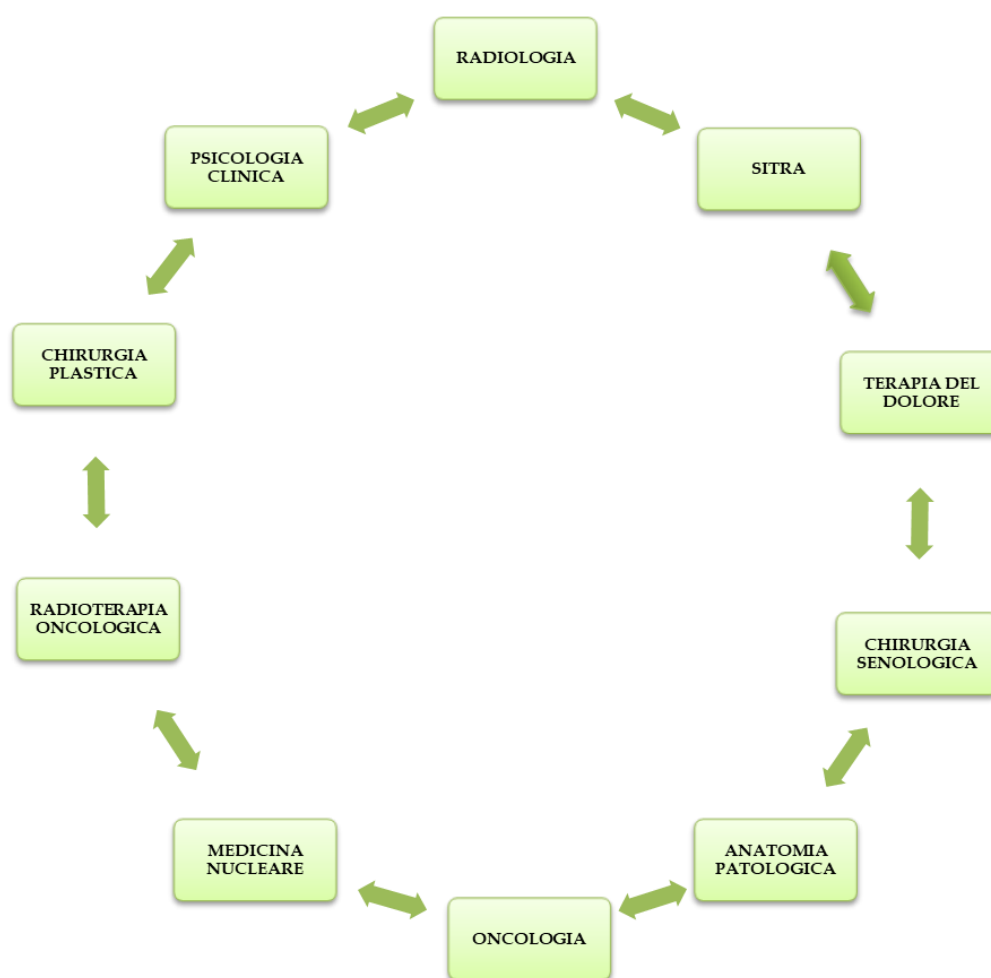 RADIOLOGIA
SITRA
TERAPIA DEL
DOLORE
CHIRURGIA
SENOLOGICA
ANATOMIA
PATOLOGICA
ONCOLOGIA
MEDICINA
NUCLEARE
RADIOTERAPIA
ONCOLOGICA
CHIRURGIA
PLASTICA
PSICOLOGIA
CLINICA